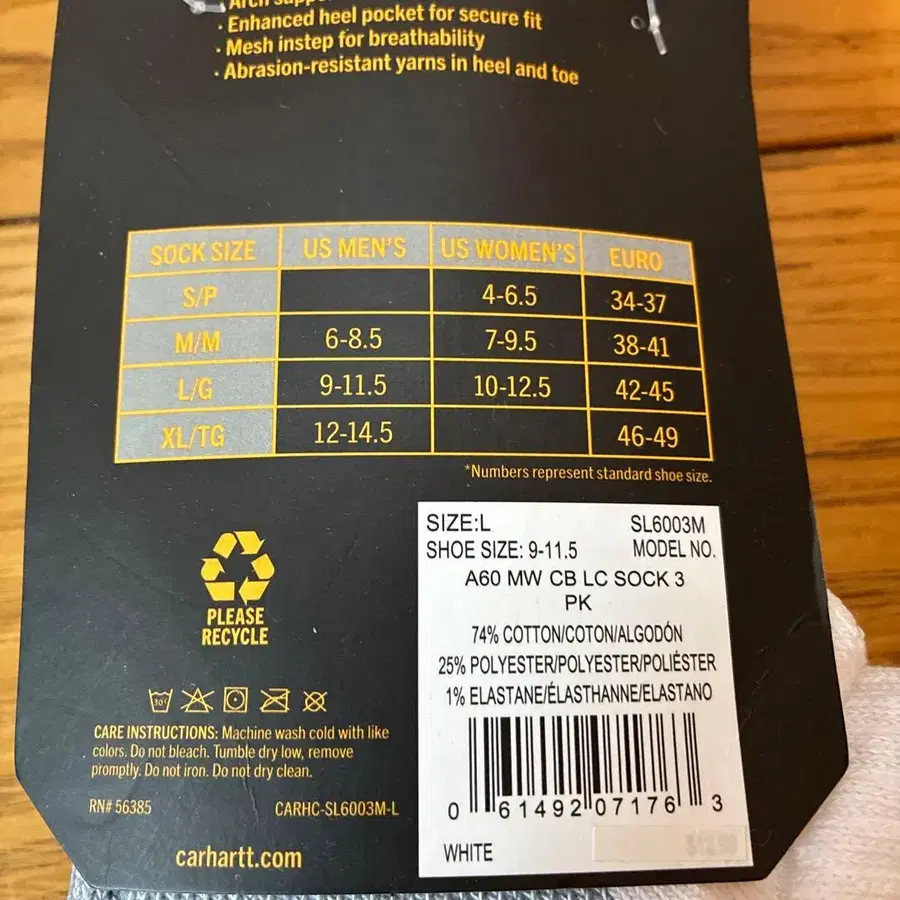 · Enhanced heel pocket for secure fit
· Mesh instep for breathability
· Abrasion-resistant yarns in heel and toe
SOCK SIZE US MEN'S US WOMEN'S EURO
S/P 4-6.5 34-37
M/M 6-8.5 7-9.5 38-41
L/G 9-11.5 10-12.5 42-45
XL/TG 12-14.5 46-49
*Numbers represent standard shoe size.
PLEASE
RECYCLE
30°
CARE INSTRUCTIONS: Machine wash cold with like
colors. Do not bleach. Tumble dry low, remove
promptly. Do not iron. Do not dry clean.
RN# 56385 CARHC-SL6003M-L
carhartt.com
SIZE:L SL6003M
SHOE SIZE: 9-11.5 MODEL NO.
A60 MW CB LC SOCK 3
PK
74% COTTON/COTON/ALGODÓN
25% POLYESTER/POLYESTER/POLIÉSTER
1% ELASTANE/ÉLASTHANNE/ELASTANO
0 61492 07176 3
WHITE